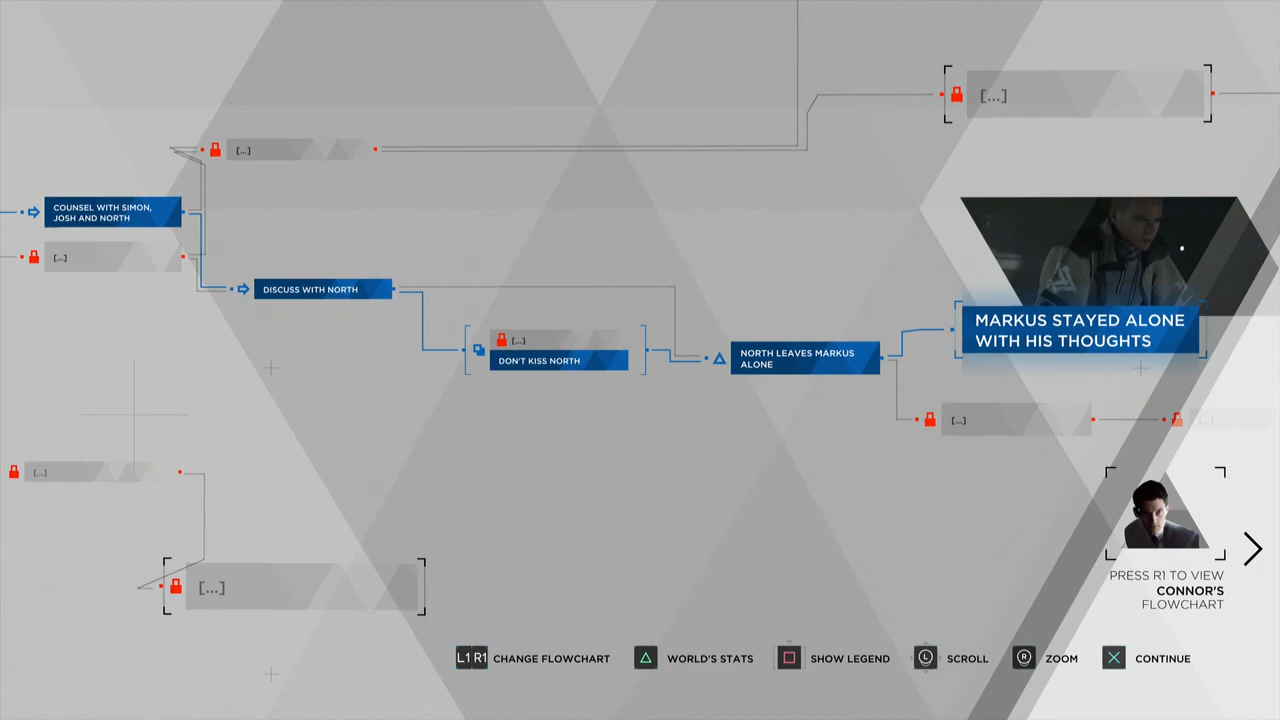 [...]
[...]
COUNSEL WITH SIMON,
JOSH AND NORTH
[...]
DISCUSS WITH NORTH
[...]
DON'T KISS NORTH
NORTH LEAVES MARKUS
ALONE
MARKUS STAYED ALONE
WITH HIS THOUGHTS
[...]
[...]
[...]
[...]
PRESS R1 TO VIEW
CONNOR'S
FLOWCHART
L1 R1 CHANGE FLOWCHART
WORLD'S STATS
SHOW LEGEND
L SCROLL
R ZOOM
CONTINUE